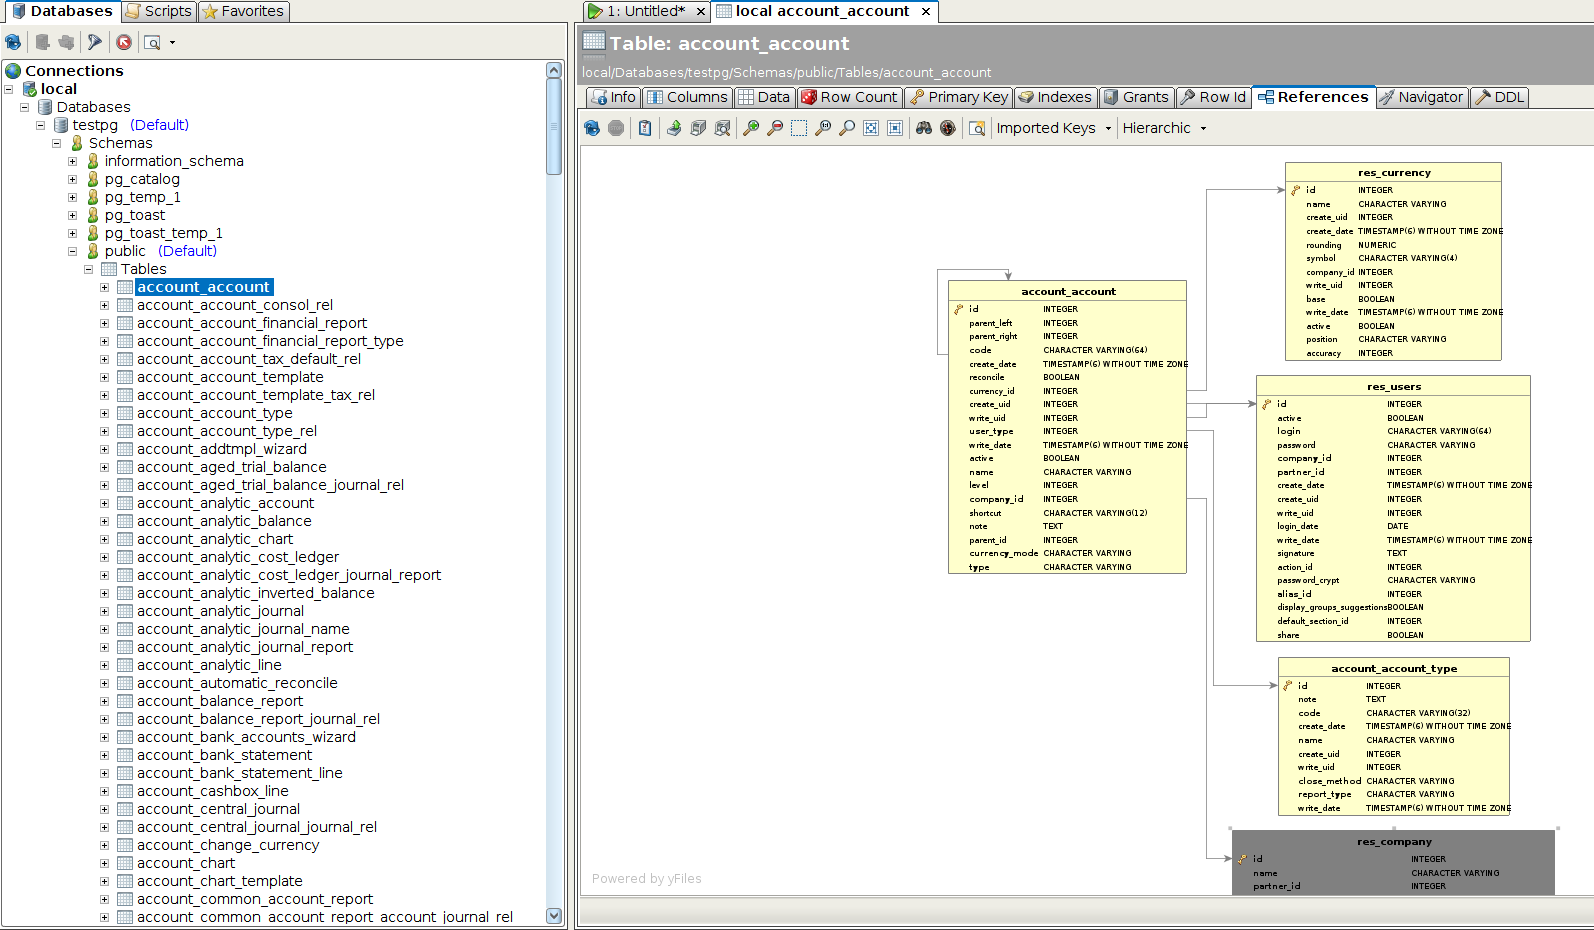 Databases Scripts Favorites
Connections
local
Databases
testpg (Default)
Schemas
information_schema
pg_catalog
pg_temp_1
pg_toast
pg_toast_temp_1
public (Default)
Tables
account_account
account_account_consol_rel
account_account_financial_report
account_account_financial_report_type
account_account_tax_default_rel
account_account_template
account_account_template_tax_rel
account_account_type
account_account_type_rel
account_addtmpl_wizard
account_aged_trial_balance
account_aged_trial_balance_journal_rel
account_analytic_account
account_analytic_balance
account_analytic_chart
account_analytic_cost_ledger
account_analytic_cost_ledger_journal_report
account_analytic_inverted_balance
account_analytic_journal
account_analytic_journal_name
account_analytic_journal_report
account_analytic_line
account_automatic_reconcile
account_balance_report
account_balance_report_journal_rel
account_bank_accounts_wizard
account_bank_statement
account_bank_statement_line
account_cashbox_line
account_central_journal
account_central_journal_journal_rel
account_change_currency
account_chart
account_chart_template
account_common_account_report
account_common_account_report_account_journal_rel
1: Untitled* local account_account
Table: account_account
local/Databases/testpg/Schemas/public/Tables/account_account
Info Columns Data Row Count Primary Key Indexes Grants Row Id References Navigator DDL
Imported Keys Hierarchic
account_account
id INTEGER
parent_left INTEGER
parent_right INTEGER
code CHARACTER VARYING(64)
create_date TIMESTAMP(6) WITHOUT TIME ZONE
reconcile BOOLEAN
currency_id INTEGER
create_uid INTEGER
write_uid INTEGER
user_type INTEGER
write_date TIMESTAMP(6) WITHOUT TIME ZONE
active BOOLEAN
name CHARACTER VARYING
level INTEGER
company_id INTEGER
shortcut CHARACTER VARYING(12)
note TEXT
parent_id INTEGER
currency_mode CHARACTER VARYING
type CHARACTER VARYING
res_currency
id INTEGER
name CHARACTER VARYING
create_uid INTEGER
create_date TIMESTAMP(6) WITHOUT TIME ZONE
rounding NUMERIC
symbol CHARACTER VARYING(4)
company_id INTEGER
write_uid INTEGER
base BOOLEAN
write_date TIMESTAMP(6) WITHOUT TIME ZONE
active BOOLEAN
position CHARACTER VARYING
accuracy INTEGER
res_users
id INTEGER
active BOOLEAN
login CHARACTER VARYING(64)
password CHARACTER VARYING
company_id INTEGER
partner_id INTEGER
create_date TIMESTAMP(6) WITHOUT TIME ZONE
create_uid INTEGER
write_uid INTEGER
login_date DATE
write_date TIMESTAMP(6) WITHOUT TIME ZONE
signature TEXT
action_id INTEGER
password_crypt CHARACTER VARYING
alias_id INTEGER
display_groups_suggestions BOOLEAN
default_section_id INTEGER
share BOOLEAN
account_account_type
id INTEGER
note TEXT
code CHARACTER VARYING(32)
create_date TIMESTAMP(6) WITHOUT TIME ZONE
name CHARACTER VARYING
create_uid INTEGER
write_uid INTEGER
close_method CHARACTER VARYING
report_type CHARACTER VARYING
write_date TIMESTAMP(6) WITHOUT TIME ZONE
res_company
id INTEGER
name CHARACTER VARYING
partner_id INTEGER
Powered by yFiles